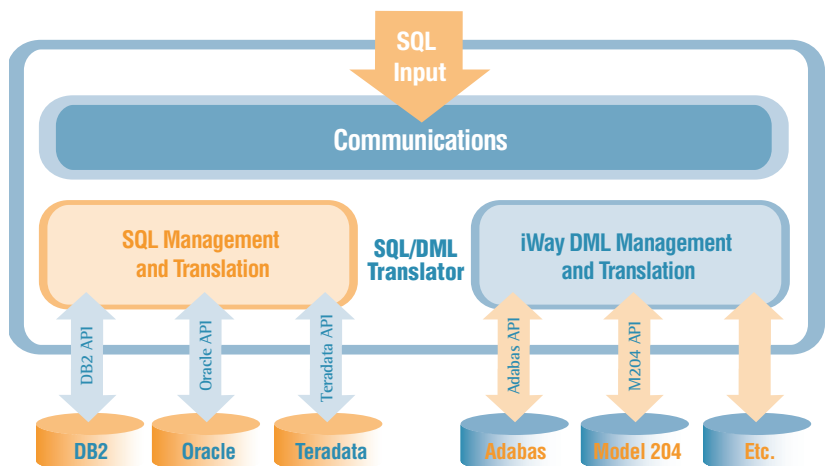 SQL
Input
Communications
SQL Management
and Translation
SQL/DML
Translator
iWay DML Management
and Translation
DB2 API
Oracle API
Teradata API
Adabas API
M204 API
DB2
Oracle
Teradata
Adabas
Model 204
Etc.